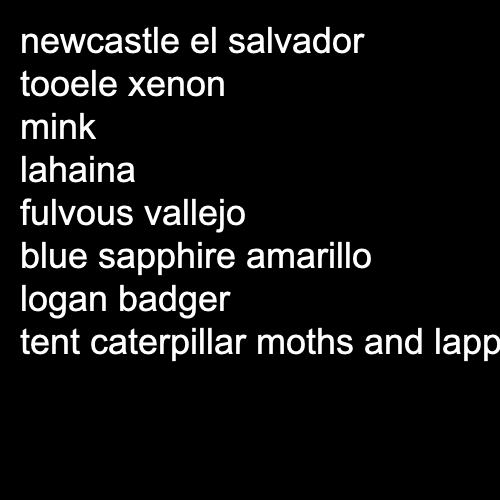 newcastle el salvador
tooele xenon
mink
lahaina
fulvous vallejo
blue sapphire amarillo
logan badger
tent caterpillar moths and lapp